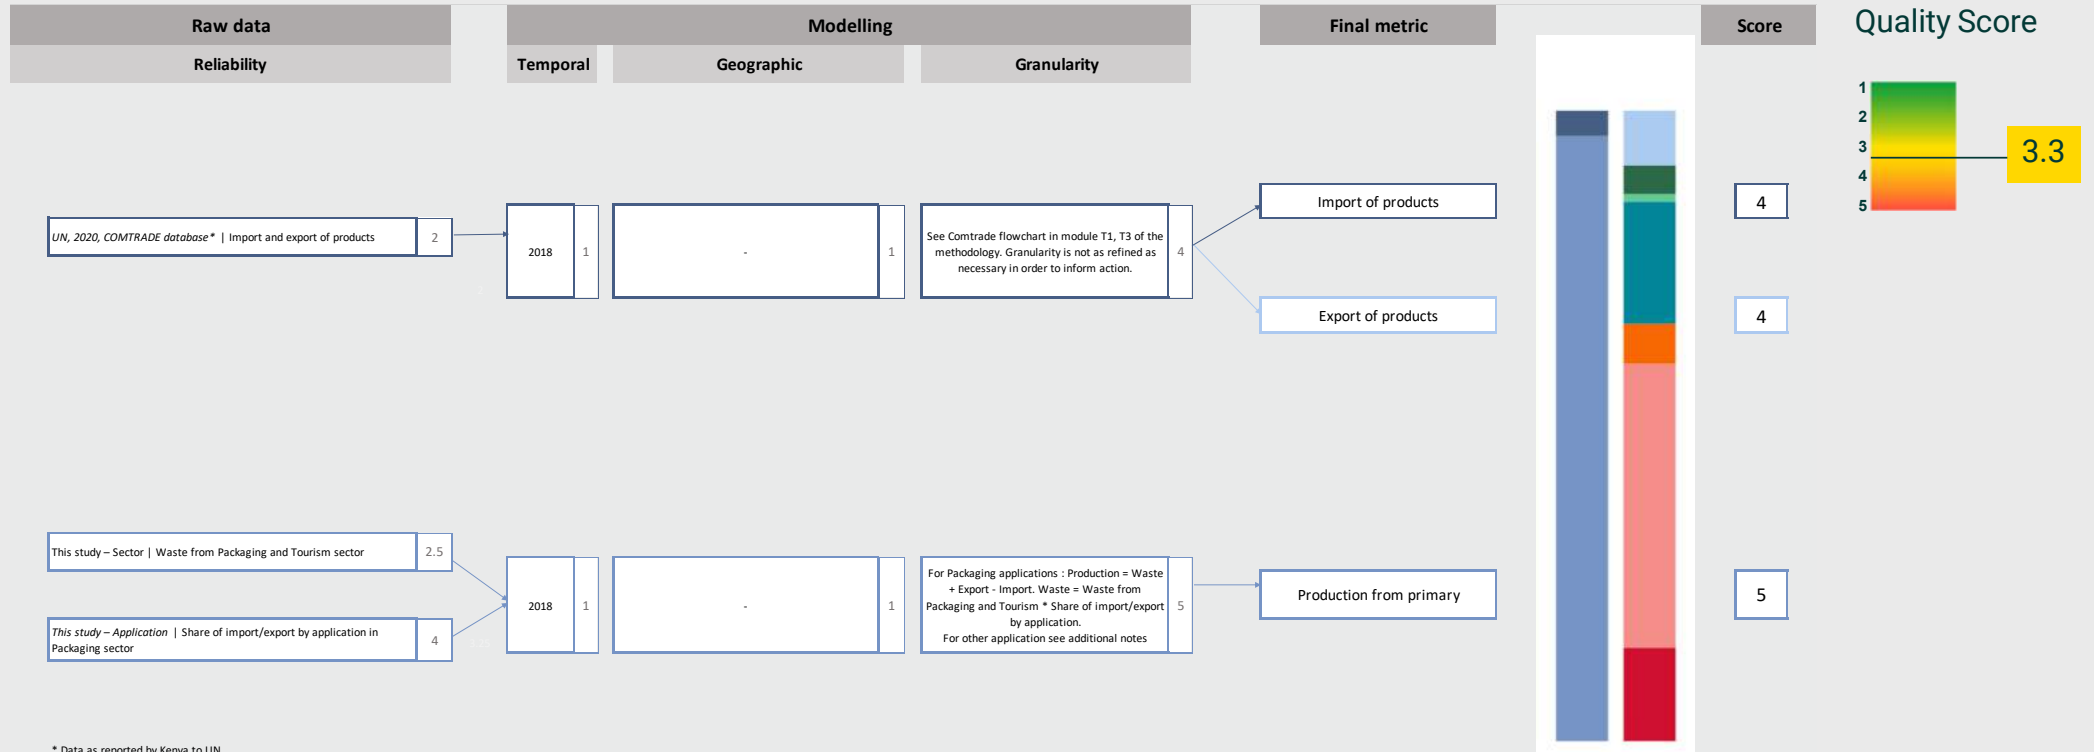 Raw data
Modelling
Final metric
Score
Quality Score
Reliability
Temporal
Geographic
Granularity
1
2
3
4
5
3.3
UN, 2020, COMTRADE database* | Import and export of products
2
2018
1
-
1
See Comtrade flowchart in module T1, T3 of the
methodology. Granularity is not as refined as
necessary in order to inform action.
4
Import of products
4
Export of products
4
This study – Sector | Waste from Packaging and Tourism sector
2.5
This study – Application | Share of import/export by application in
Packaging sector
4
2018
1
-
1
For Packaging applications : Production = Waste
+ Export - Import. Waste = Waste from
Packaging and Tourism * Share of import/export
by application.
For other application see additional notes
5
Production from primary
5
* Data as reported by Kenya to UN